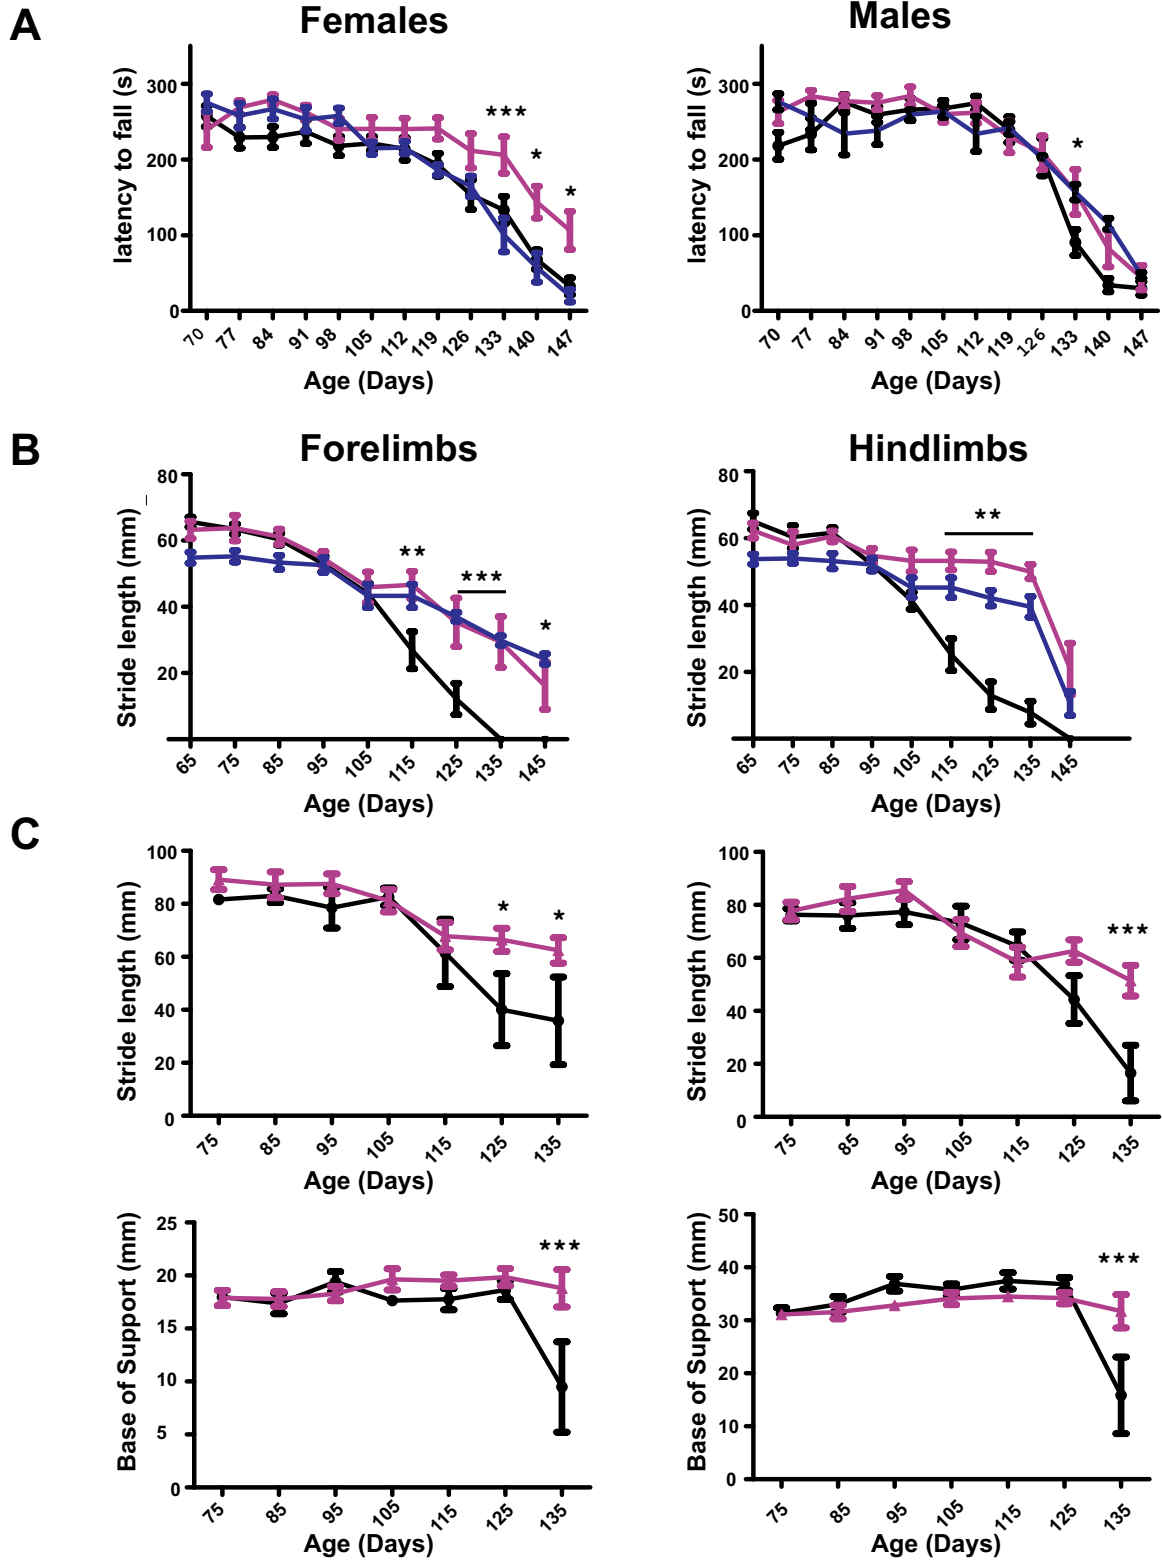 A
Females
Males
latency to fall (s)
300
200
100
0
70 77 84 91 98 105 112 119 126 133 140 147
Age (Days)
***
*
*
latency to fall (s)
300
200
100
0
70 77 84 91 98 105 112 119 126 133 140 147
Age (Days)
*
B
Forelimbs
Hindlimbs
Stride length (mm)
80
60
40
20
65 75 85 95 105 115 125 135 145
Age (Days)
**
***
*
Stride length (mm)
80
60
40
20
65 75 85 95 105 115 125 135 145
Age (Days)
**
C
Stride length (mm)
100
80
60
40
20
0
75 85 95 105 115 125 135
Age (Days)
*
*
Stride length (mm)
100
80
60
40
20
0
75 85 95 105 115 125 135
Age (Days)
***
Base of Support (mm)
25
20
15
10
5
0
75 85 95 105 115 125 135
Age (Days)
***
Base of Support (mm)
50
40
30
20
10
0
75 85 95 105 115 125 135
Age (Days)
***